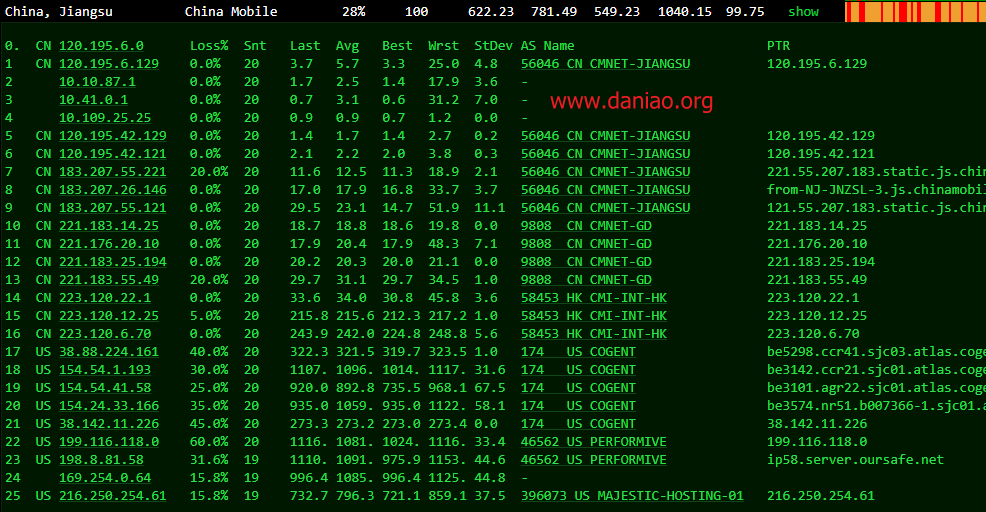 China, Jiangsu China Mobile 28% 100 622.23 781.49 549.23 1040.15 99.75 show
0. CN 120.195.6.0 Loss% Snt Last Avg Best Wrst StDev AS Name PTR
1 CN 120.195.6.129 0.0% 20 3.7 5.7 3.3 25.0 4.8 56046 CN CMNET-JIANGSU 120.195.6.129
2 10.10.87.1 0.0% 20 1.7 2.5 1.4 17.9 3.6 -
3 10.41.0.1 0.0% 20 0.7 3.1 0.6 31.2 7.0 - www.daniao.org
4 10.109.25.25 0.0% 20 0.9 0.9 0.7 1.2 0.0 -
5 CN 120.195.42.129 0.0% 20 1.4 1.7 1.4 2.7 0.2 56046 CN CMNET-JIANGSU 120.195.42.129
6 CN 120.195.42.121 0.0% 20 2.1 2.2 2.0 3.8 0.3 56046 CN CMNET-JIANGSU 120.195.42.121
7 CN 183.207.55.221 20.0% 20 11.6 12.5 11.3 18.9 2.1 56046 CN CMNET-JIANGSU 221.55.207.183.static.js.chin
8 CN 183.207.26.146 0.0% 20 17.0 17.9 16.8 33.7 3.7 56046 CN CMNET-JIANGSU from-NJ-JNZSL-3.js.chinamobil
9 CN 183.207.55.121 0.0% 20 29.5 23.1 14.7 51.9 11.1 56046 CN CMNET-JIANGSU 121.55.207.183.static.js.chin
10 CN 221.183.14.25 0.0% 20 18.7 18.8 18.6 19.8 0.0 9808 CN CMNET-GD 221.183.14.25
11 CN 221.176.20.10 0.0% 20 17.9 20.4 17.9 48.3 7.1 9808 CN CMNET-GD 221.176.20.10
12 CN 221.183.25.194 0.0% 20 20.2 20.3 20.0 21.1 0.0 9808 CN CMNET-GD 221.183.25.194
13 CN 221.183.55.49 20.0% 20 29.7 31.1 29.7 34.5 1.0 9808 CN CMNET-GD 221.183.55.49
14 CN 223.120.22.1 0.0% 20 33.6 34.0 30.8 45.8 3.6 58453 HK CMI-INT-HK 223.120.22.1
15 CN 223.120.12.25 5.0% 20 215.8 215.6 212.3 217.2 1.0 58453 HK CMI-INT-HK 223.120.12.25
16 CN 223.120.6.70 0.0% 20 243.9 242.0 224.8 248.8 5.6 58453 HK CMI-INT-HK 223.120.6.70
17 US 38.88.224.161 40.0% 20 322.3 321.5 319.7 323.5 1.0 174 US COGENT be5298.ccr41.sjc03.atlas.coge
18 US 154.54.1.193 30.0% 20 1107. 1096. 1014. 1117. 31.6 174 US COGENT be3142.ccr21.sjc01.atlas.coge
19 US 154.54.41.58 25.0% 20 920.0 892.8 735.5 968.1 67.5 174 US COGENT be3101.agr22.sjc01.atlas.coge
20 US 154.24.33.166 35.0% 20 935.0 1059. 935.0 1122. 58.1 174 US COGENT be3574.nr51.b007366-1.sjc01.a
21 US 38.142.11.226 45.0% 20 273.3 273.2 273.0 273.4 0.0 174 US COGENT 38.142.11.226
22 US 199.116.118.0 60.0% 20 1116. 1081. 1024. 1116. 33.4 46562 US PERFORMIVE 199.116.118.0
23 US 198.8.81.58 31.6% 19 1110. 1091. 975.9 1153. 44.6 46562 US PERFORMIVE ip58.server.oursafe.net
24 169.254.0.64 15.8% 19 996.4 1085. 996.4 1125. 44.8 -
25 US 216.250.254.61 15.8% 19 732.7 796.3 721.1 859.1 37.5 396073 US MAJESTIC-HOSTING-01 216.250.254.61